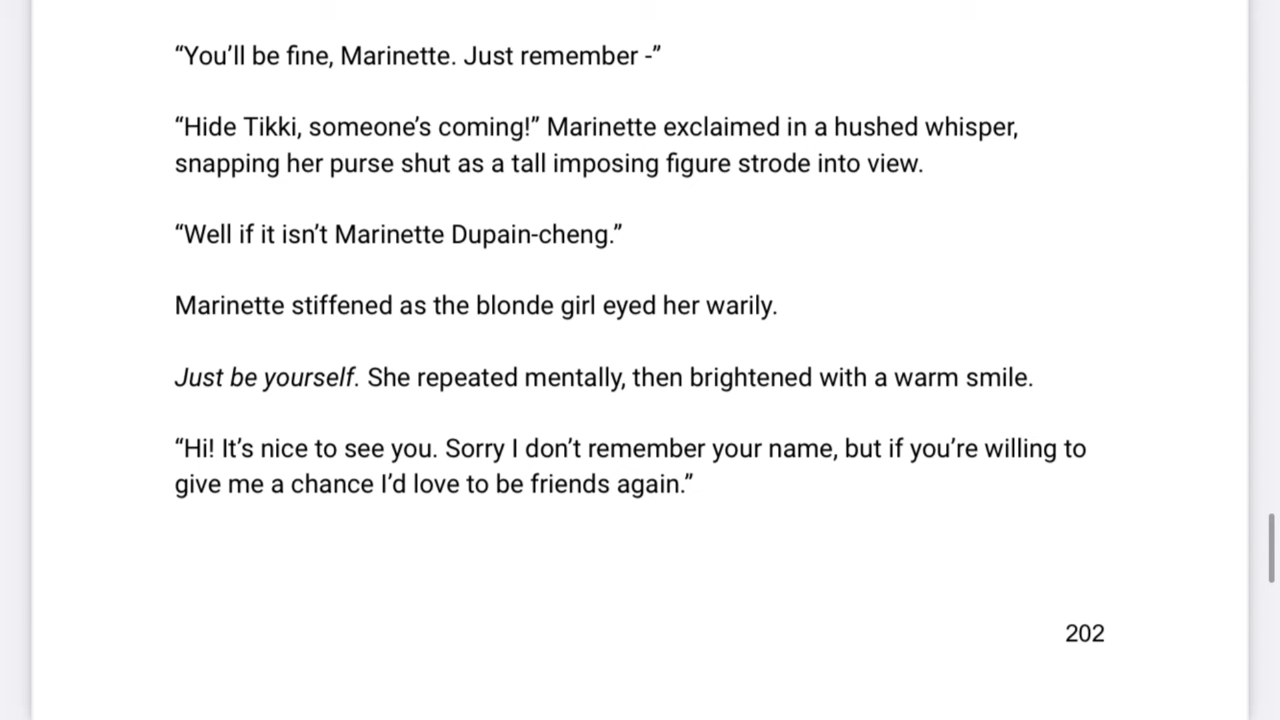 “You’ll be fine, Marinette. Just remember -”
“Hide Tikki, someone’s coming!” Marinette exclaimed in a hushed whisper,
snapping her purse shut as a tall imposing figure strode into view.
“Well if it isn’t Marinette Dupain-cheng.”
Marinette stiffened as the blonde girl eyed her warily.
Just be yourself. She repeated mentally, then brightened with a warm smile.
“Hi! It’s nice to see you. Sorry I don’t remember your name, but if you’re willing to
give me a chance I’d love to be friends again.”
202